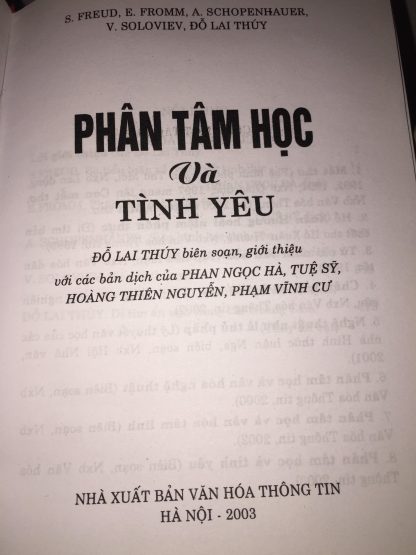 S. FREUD, E. FROMM, A. SCHOPENHAUER,
V. SOLOVIEV, ĐỖ LAI THÚY
PHÂN TÂM HỌC
Và
TÌNH YÊU
ĐỖ LAI THÚY biên soạn, giới thiệu
với các bản dịch của PHAN NGỌC HÀ, TUỆ SỸ,
HOÀNG THIÊN NGUYỄN, PHẠM VĨNH CƯ
NHÀ XUẤT BẢN VĂN HÓA THÔNG TIN
HÀ NỘI - 2003